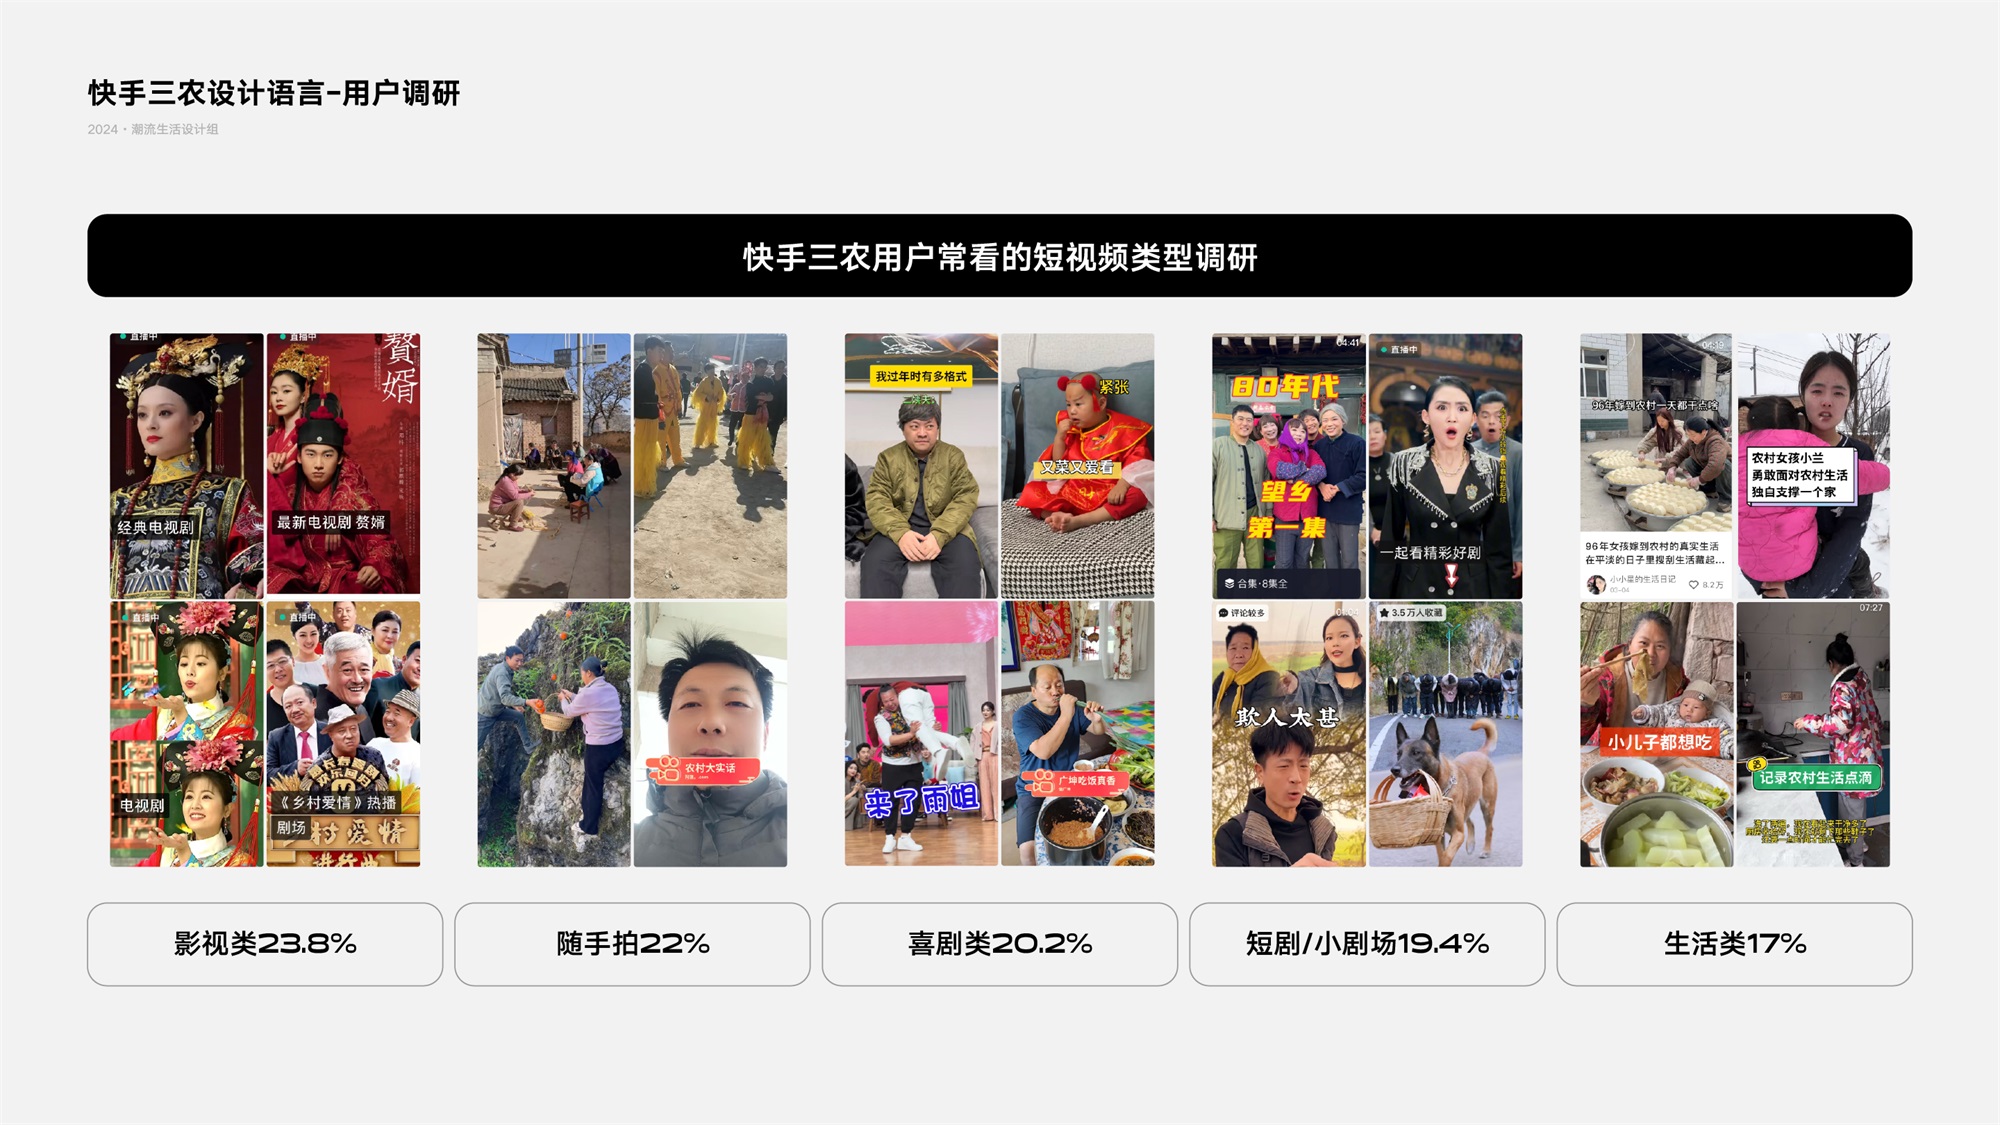 快手三农设计语言-用户调研
2024·潮流生活设计组
快手三农用户常看的短视频类型调研
直播中
经典电视剧
直播中
赘婿
最新电视剧 赘婿
直播中
电视剧
直播中
《乡村爱情》热播
剧场
村爱情
进行曲
农村大实话
我过年时有多格式
紧张
又菜又爱看
来了雨姐
广坤吃饭真香
04:41
80年代
望乡
第一集
合集·8集全
直播中
一起看精彩好剧
评论较多
欺人太甚
3.5万人收藏
04:19
96年嫁到农村一天都干点啥
96年女孩嫁到农村的真实生活
在平淡的日子里搜刮生活藏起...
小小星的生活日记
03-04
8.2万
农村女孩小兰
勇敢面对农村生活
独自支撑一个家
小儿子都想吃
07:27
记录农村生活点滴
影视类23.8%
随手拍22%
喜剧类20.2%
短剧/小剧场19.4%
生活类17%